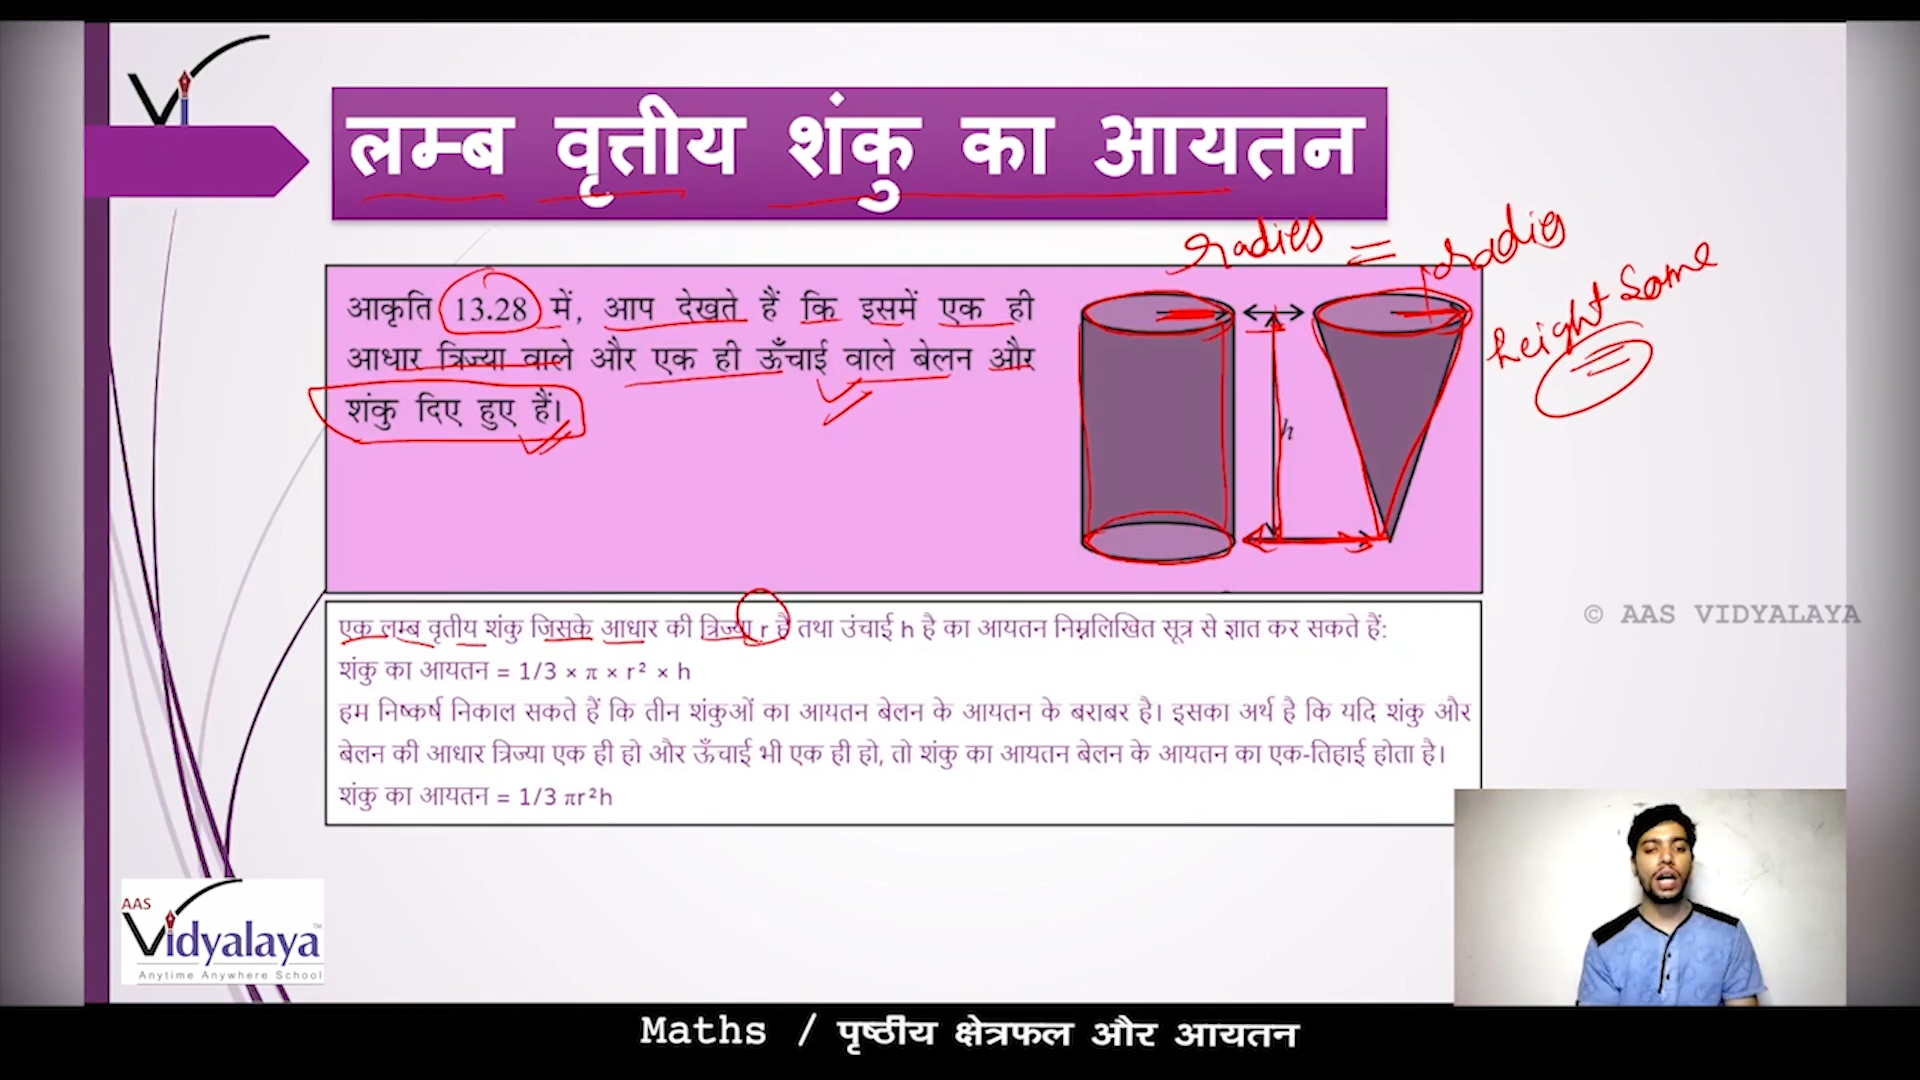 लम्ब वृत्तीय शंकु का आयतन
radies = radio
height Same
आकृति 13.28 में, आप देखते हैं कि इसमें एक ही
आधार त्रिज्या वाले और एक ही ऊँचाई वाले बेलन और
शंकु दिए हुए हैं।
h
एक लम्ब वृतीय शंकु जिसके आधार की त्रिज्या r है तथा उंचाई h है का आयतन निम्नलिखित सूत्र से ज्ञात कर सकते हैं:
शंकु का आयतन = 1/3 × π × r² × h
हम निष्कर्ष निकाल सकते हैं कि तीन शंकुओं का आयतन बेलन के आयतन के बराबर है। इसका अर्थ है कि यदि शंकु और
बेलन की आधार त्रिज्या एक ही हो और ऊँचाई भी एक ही हो, तो शंकु का आयतन बेलन के आयतन का एक-तिहाई होता है।
शंकु का आयतन = 1/3 πr²h
© AAS VIDYALAYA
AAS
Vidyalaya™
Anytime Anywhere School
Maths / पृष्ठीय क्षेत्रफल और आयतन